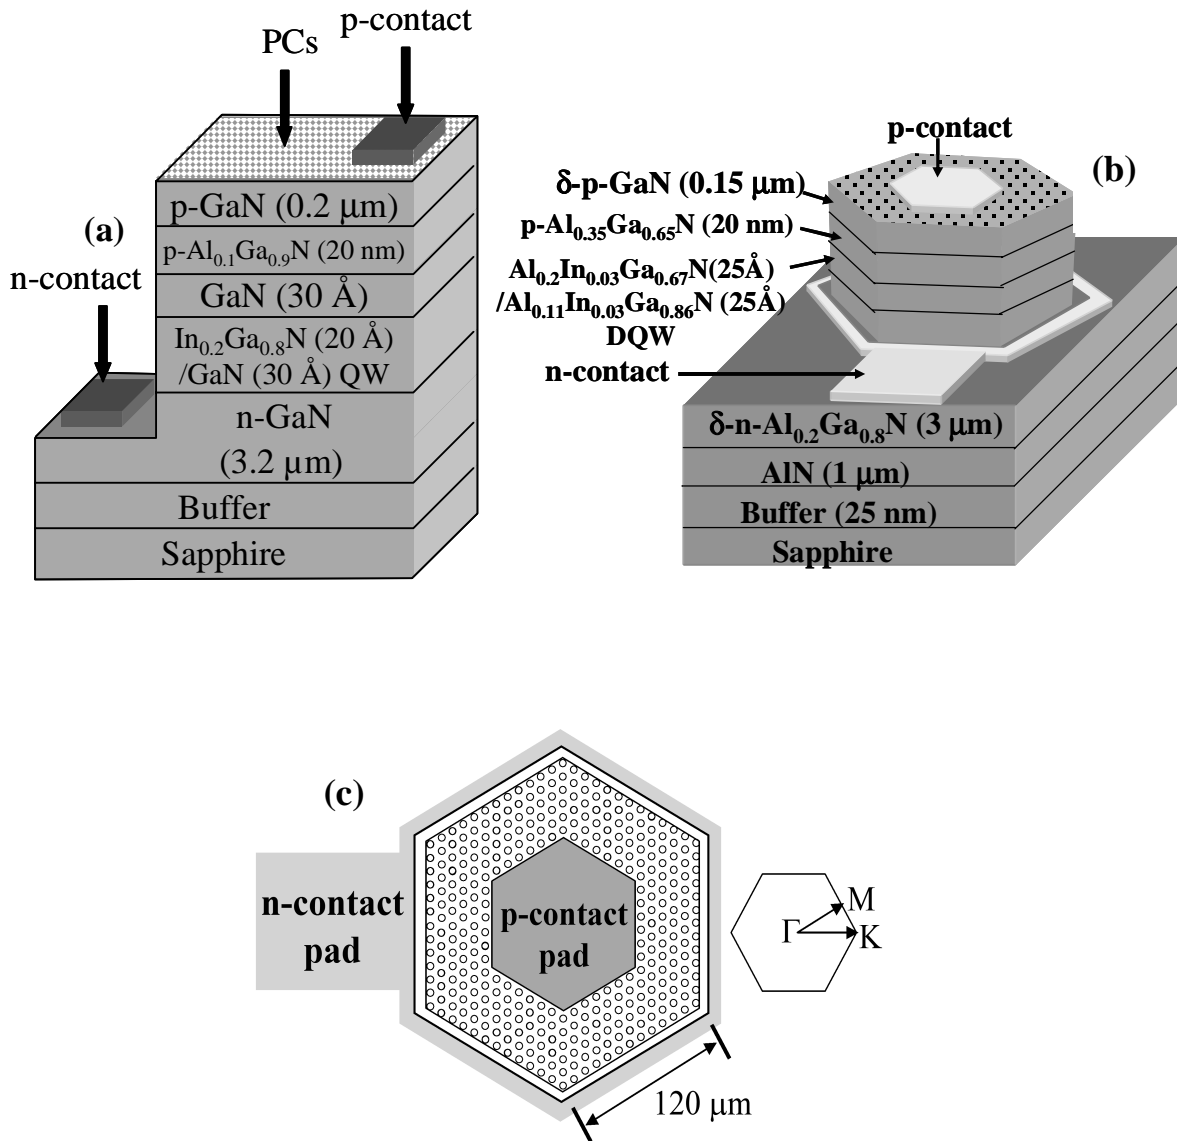 PCs
p-contact
(a)
n-contact
p-GaN (0.2 μm)
p-Al0.1Ga0.9N (20 nm)
GaN (30 Å)
In0.2Ga0.8N (20 Å)
/GaN (30 Å) QW
n-GaN
(3.2 μm)
Buffer
Sapphire
(b)
p-contact
δ-p-GaN (0.15 μm)
p-Al0.35Ga0.65N (20 nm)
Al0.2In0.03Ga0.67N(25Å)
/Al0.11In0.03Ga0.86N (25Å)
DQW
n-contact
δ-n-Al0.2Ga0.8N (3 μm)
AlN (1 μm)
Buffer (25 nm)
Sapphire
(c)
n-contact
pad
p-contact
pad
Γ
M
K
120 μm